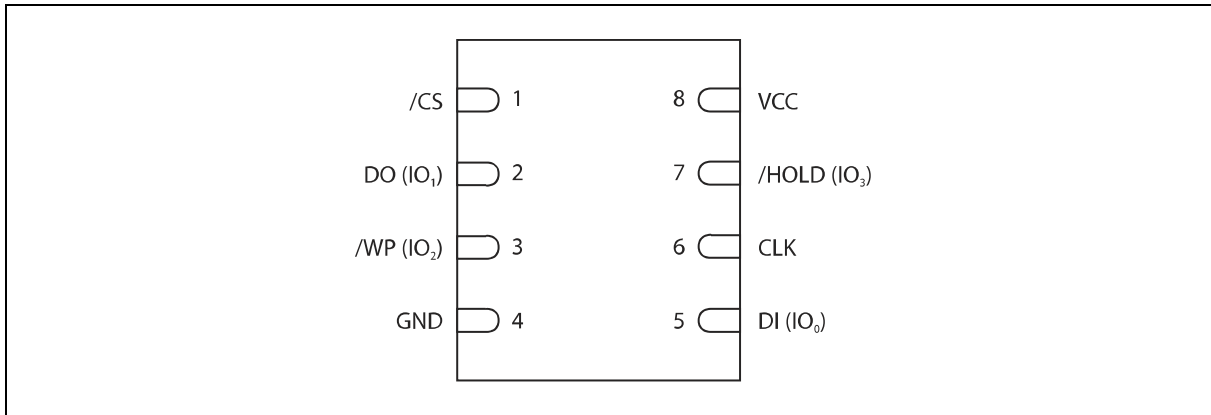 /CS 1 8 VCC
DO (IO₁) 2 7 /HOLD (IO₃)
/WP (IO₂) 3 6 CLK
GND 4 5 DI (IO₀)